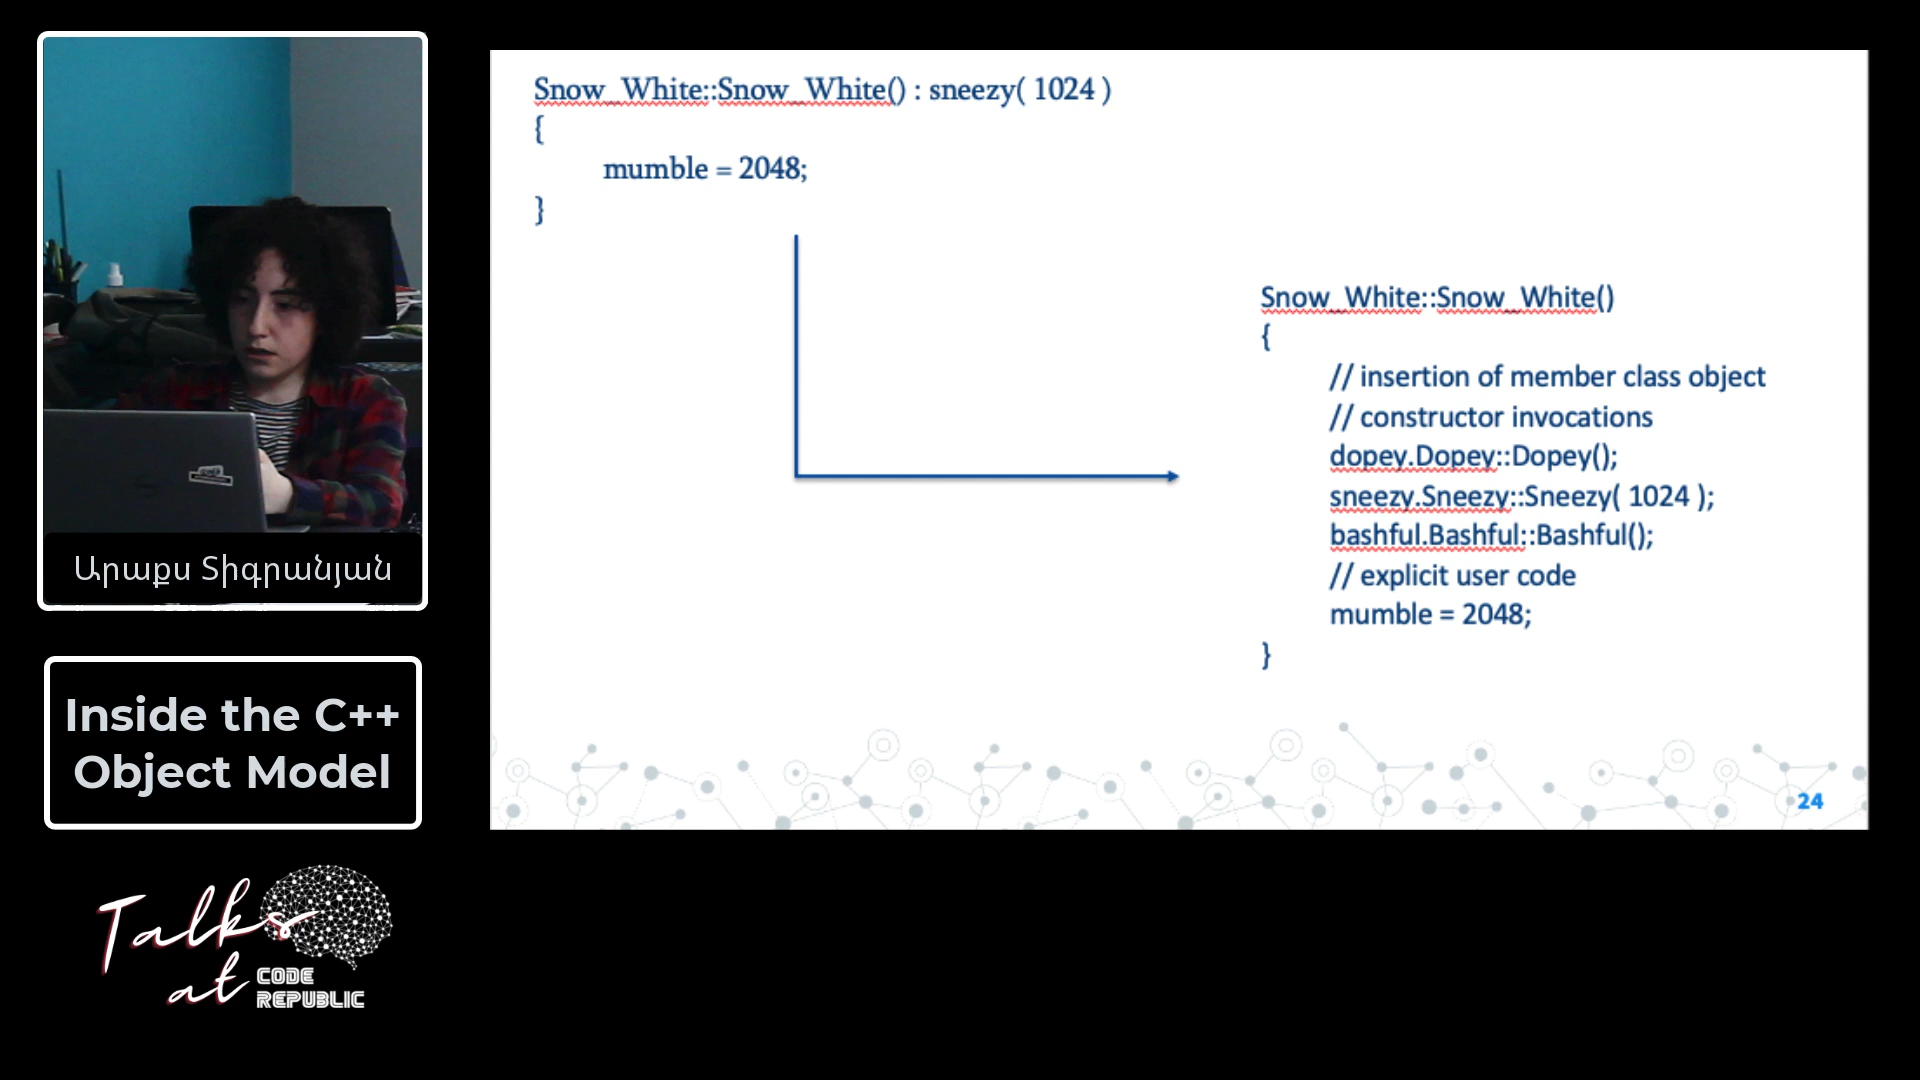 Արաքս Տիգրանյան
Inside the C++
Object Model
Talks
at CODE
REPUBLIC
Snow_White::Snow_White() : sneezy( 1024 )
{
mumble = 2048;
}
Snow_White::Snow_White()
{
// insertion of member class object
// constructor invocations
dopey.Dopey::Dopey();
sneezy.Sneezy::Sneezy( 1024 );
bashful.Bashful::Bashful();
// explicit user code
mumble = 2048;
}
24